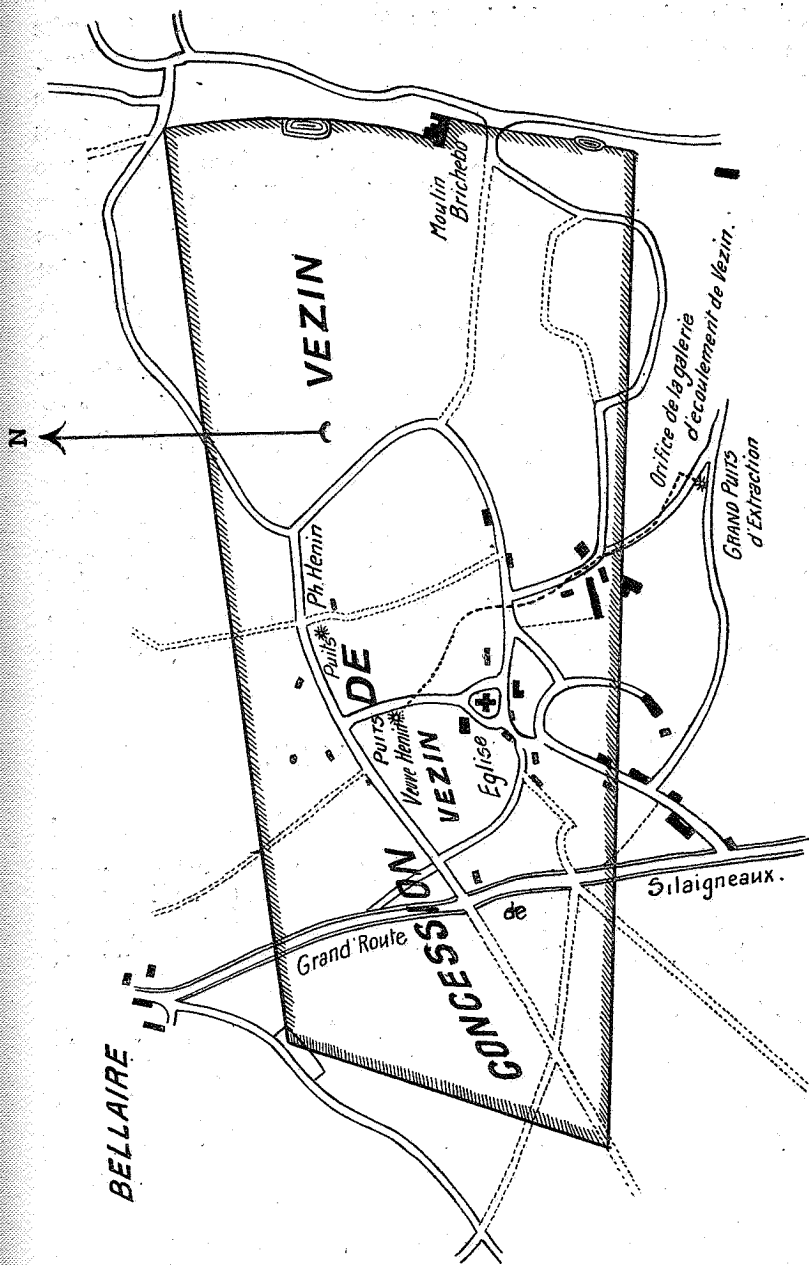 N
BELLAIRE
CONCESSION DE VEZIN
Grand'Route de Silaigneaux.
VEZIN
Eglise
PUITS
Veuve Henin
Puits Ph. Henin
Moulin
Brichebo
Orifice de la galerie
d'écoulement de Vezin.
GRAND PUITS
d'Extraction